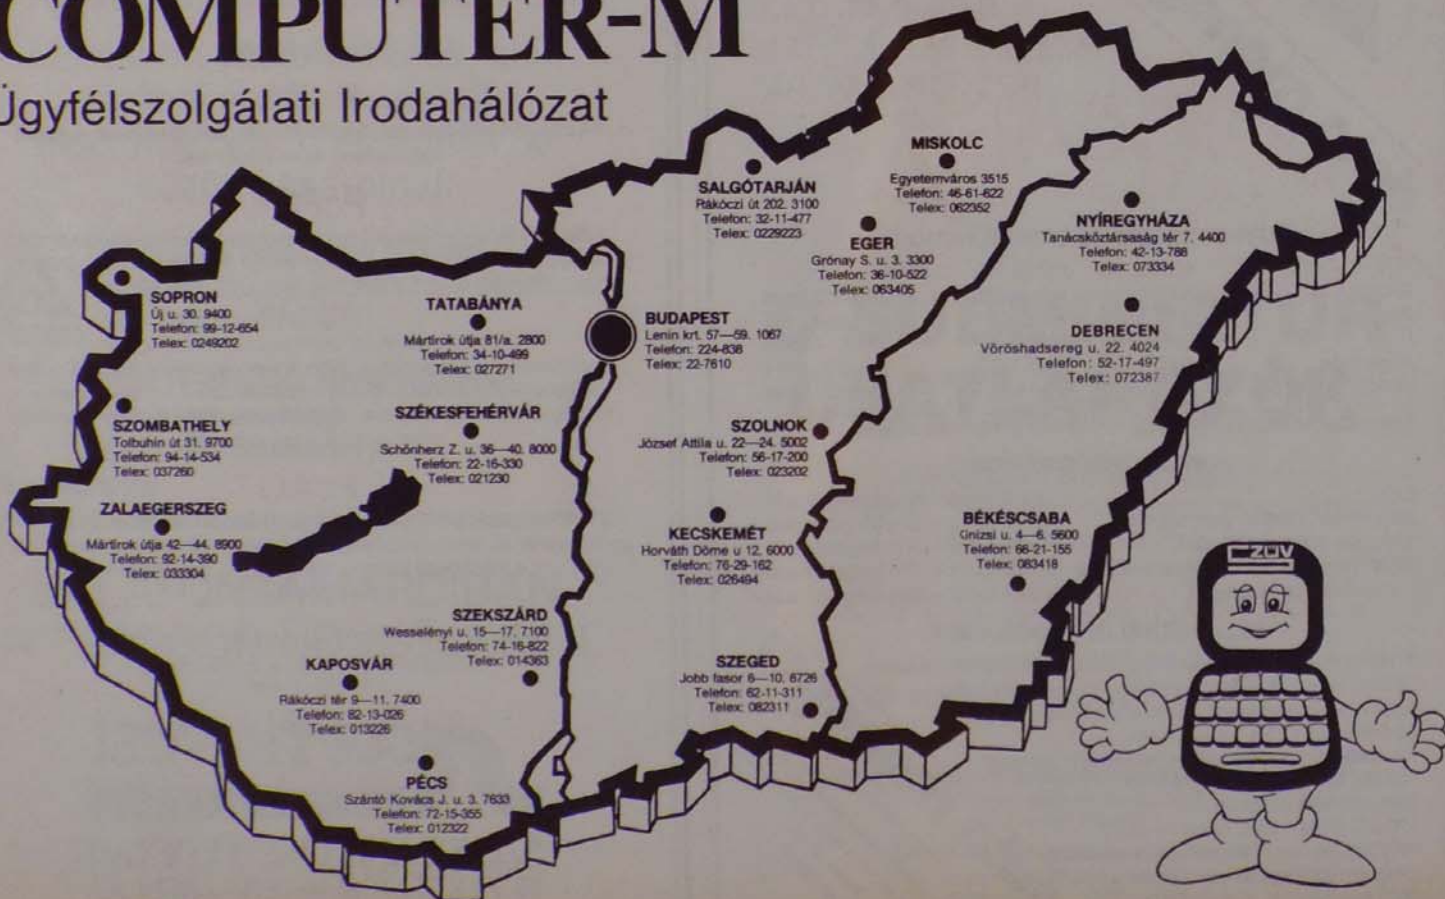 COMPUTER-M
Ügyfélszolgálati Irodahálózat
SOPRON
Új u. 30. 9400
Telefon: 99-12-654
Telex: 0249202
SZOMBATHELY
Tolbuhin út 31. 9700
Telefon: 94-14-534
Telex: 037260
ZALAEGERSZEG
Mártírok útja 42—44. 8900
Telefon: 92-14-390
Telex: 033304
TATABÁNYA
Mártírok útja 81/a. 2800
Telefon: 34-10-499
Telex: 027271
SZÉKESFEHÉRVÁR
Schönherz Z. u. 36—40. 8000
Telefon: 22-16-330
Telex: 021230
SZEKSZÁRD
Wesselényi u. 15—17. 7100
Telefon: 74-16-822
Telex: 014363
KAPOSVÁR
Rákóczi tér 9—11. 7400
Telefon: 82-13-026
Telex: 013226
PÉCS
Szántó Kovács J. u. 3. 7633
Telefon: 72-15-355
Telex: 012322
BUDAPEST
Lenin krt. 57—59. 1067
Telefon: 224-838
Telex: 22-7610
SALGÓTARJÁN
Rákóczi út 202. 3100
Telefon: 32-11-477
Telex: 0229223
MISKOLC
Egyetemváros 3515
Telefon: 46-61-622
Telex: 062352
EGER
Grónay S. u. 3. 3300
Telefon: 36-10-522
Telex: 063405
NYÍREGYHÁZA
Tanácsköztársaság tér 7. 4400
Telefon: 42-13-788
Telex: 073334
DEBRECEN
Vöröshadsereg u. 22. 4024
Telefon: 52-17-497
Telex: 072387
SZOLNOK
József Attila u. 22—24. 5002
Telefon: 56-17-200
Telex: 023202
KECSKEMÉT
Horváth Döme u 12. 6000
Telefon: 76-29-162
Telex: 026494
BÉKÉSCSABA
Gnizsi u. 4—6. 5600
Telefon: 66-21-155
Telex: 083418
SZEGED
Jobb fasor 6—10. 6726
Telefon: 62-11-311
Telex: 082311
SZÜV